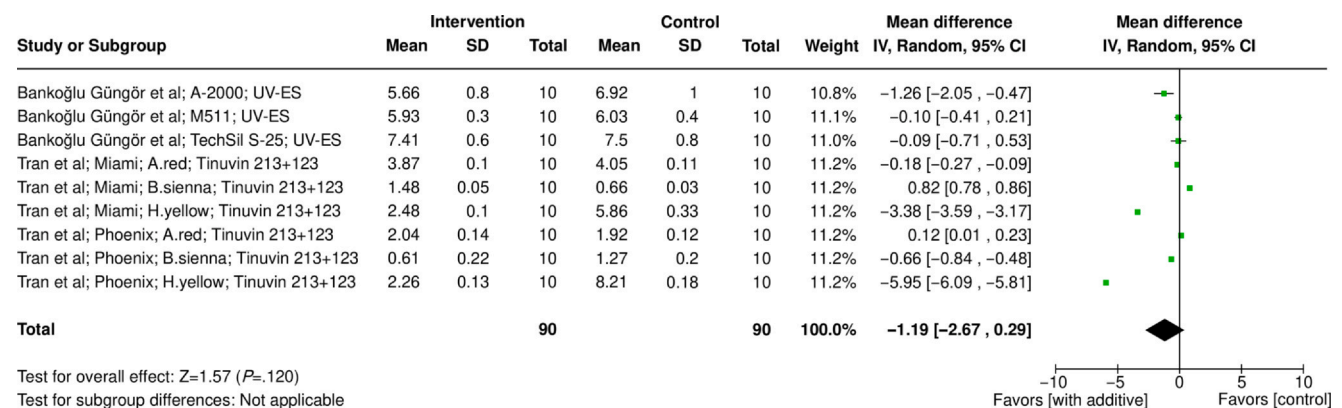 Intervention Control Mean difference Mean difference
Study or Subgroup Mean SD Total Mean SD Total Weight IV, Random, 95% CI IV, Random, 95% CI
Bankoğlu Güngör et al; A-2000; UV-ES 5.66 0.8 10 6.92 1 10 10.8% −1.26 [−2.05 , −0.47]
Bankoğlu Güngör et al; M511; UV-ES 5.93 0.3 10 6.03 0.4 10 11.1% −0.10 [−0.41 , 0.21]
Bankoğlu Güngör et al; TechSil S-25; UV-ES 7.41 0.6 10 7.5 0.8 10 11.0% −0.09 [−0.71 , 0.53]
Tran et al; Miami; A.red; Tinuvin 213+123 3.87 0.1 10 4.05 0.11 10 11.2% −0.18 [−0.27 , −0.09]
Tran et al; Miami; B.sienna; Tinuvin 213+123 1.48 0.05 10 0.66 0.03 10 11.2% 0.82 [0.78 , 0.86]
Tran et al; Miami; H.yellow; Tinuvin 213+123 2.48 0.1 10 5.86 0.33 10 11.2% −3.38 [−3.59 , −3.17]
Tran et al; Phoenix; A.red; Tinuvin 213+123 2.04 0.14 10 1.92 0.12 10 11.2% 0.12 [0.01 , 0.23]
Tran et al; Phoenix; B.sienna; Tinuvin 213+123 0.61 0.22 10 1.27 0.2 10 11.2% −0.66 [−0.84 , −0.48]
Tran et al; Phoenix; H.yellow; Tinuvin 213+123 2.26 0.13 10 8.21 0.18 10 11.2% −5.95 [−6.09 , −5.81]
Total 90 90 100.0% −1.19 [−2.67 , 0.29]
Test for overall effect: Z=1.57 (P=.120)
Test for subgroup differences: Not applicable
−10 −5 0 5 10
Favors [with additive] Favors [control]